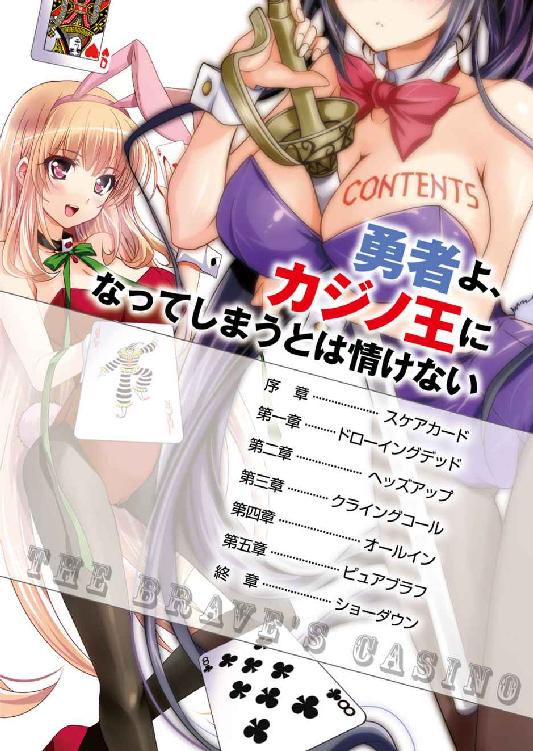 Q
CONTENTS
勇者よ、
カジノ王に
なってしまうとは情けない
序 章 ………………… スケアカード
第一章 ………… ドローイングデッド
第二章 ………………… ヘッズアップ
第三章 ………… クライングコール
第四章 ………………… オールイン
第五章 ………………… ピュアブラフ
終 章 ………………… ショーダウン
THE BRAVE'S CASINO
8
8